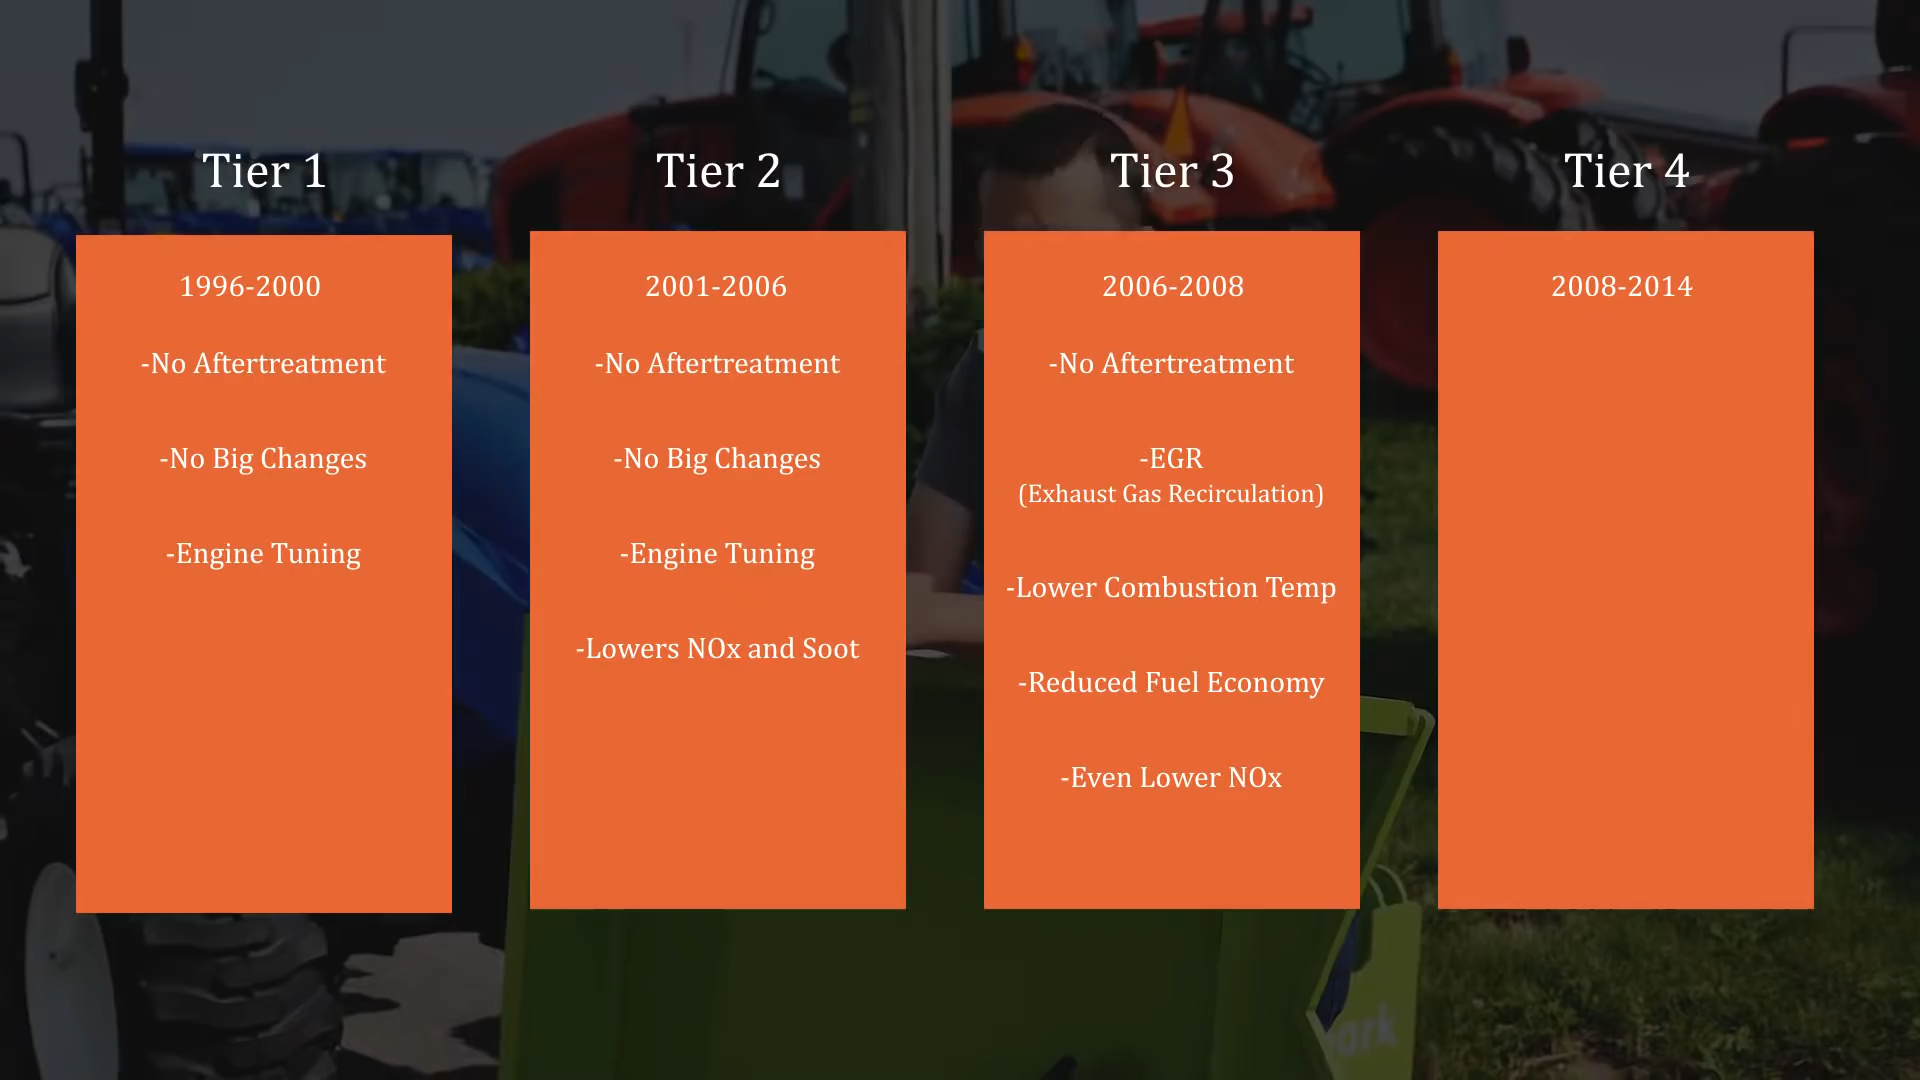 Tier 1
1996-2000
-No Aftertreatment
-No Big Changes
-Engine Tuning
Tier 2
2001-2006
-No Aftertreatment
-No Big Changes
-Engine Tuning
-Lowers NOx and Soot
Tier 3
2006-2008
-No Aftertreatment
-EGR
(Exhaust Gas Recirculation)
-Lower Combustion Temp
-Reduced Fuel Economy
-Even Lower NOx
Tier 4
2008-2014